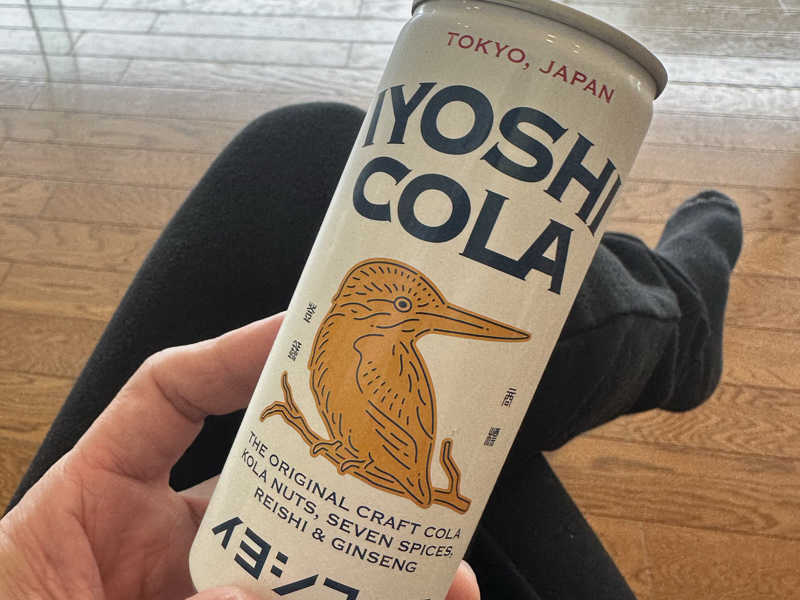 TOKYO, JAPAN
IYOSHI
COLA
THE ORIGINAL CRAFT COLA
KOLA NUTS, SEVEN SPICES,
REISHI & GINSENG